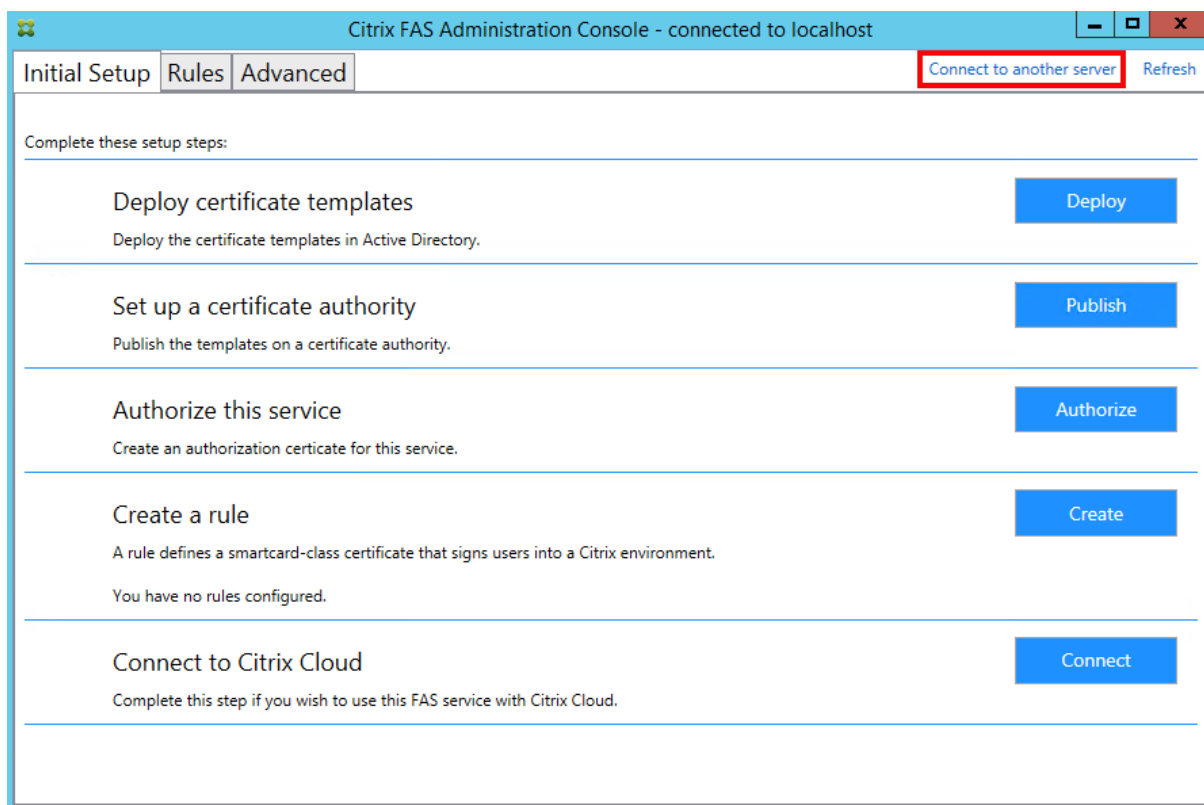 Citrix FAS Administration Console - connected to localhost
Initial Setup Rules Advanced Connect to another server Refresh
Complete these setup steps:
Deploy certificate templates
Deploy
Deploy the certificate templates in Active Directory.
Set up a certificate authority
Publish
Publish the templates on a certificate authority.
Authorize this service
Authorize
Create an authorization certicate for this service.
Create a rule
Create
A rule defines a smartcard-class certificate that signs users into a Citrix environment.
You have no rules configured.
Connect to Citrix Cloud
Connect
Complete this step if you wish to use this FAS service with Citrix Cloud.